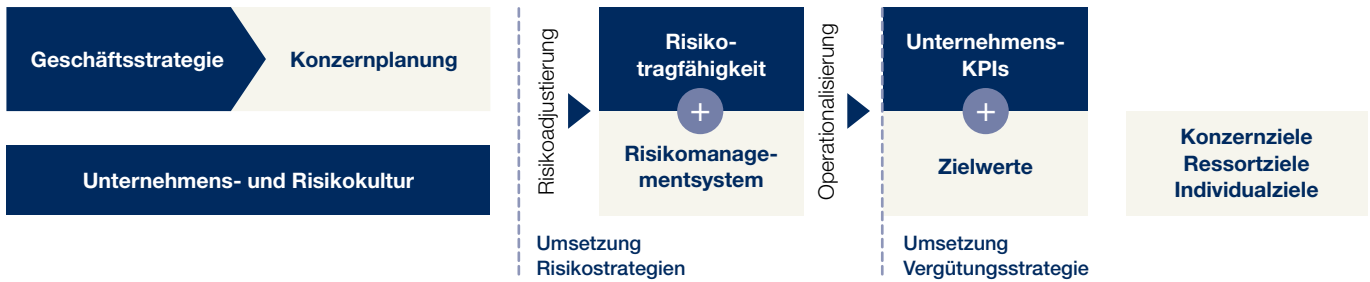 Geschäftsstrategie
Konzernplanung
Unternehmens- und Risikokultur
Risikoadjustierung
Risiko-
tragfähigkeit
+
Risikomanage-
mentsystem
Umsetzung
Risikostrategien
Operationalisierung
Unternehmens-
KPIs
+
Zielwerte
Umsetzung
Vergütungsstrategie
Konzernziele
Ressortziele
Individualziele